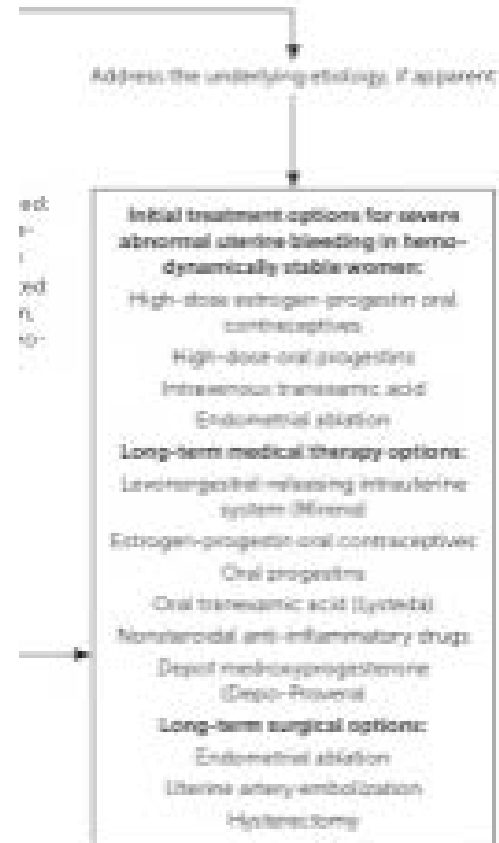 Address the underlying etiology, if apparent
ed
ed
n,
Initial treatment options for severe
abnormal uterine bleeding in hemo-
dynamically stable women:
High-dose estrogen-progestin oral
contraceptives
High-dose oral progestins
Intravenous tranexamic acid
Endometrial ablation
Long-term medical therapy options:
Levonorgestrel-releasing intrauterine
system (Mirena)
Estrogen-progestin oral contraceptives
Oral progestins
Oral tranexamic acid (Lysteda)
Nonsteroidal anti-inflammatory drugs
Depot medroxyprogesterone
(Depo-Provera)
Long-term surgical options:
Endometrial ablation
Uterine artery embolization
Hysterectomy